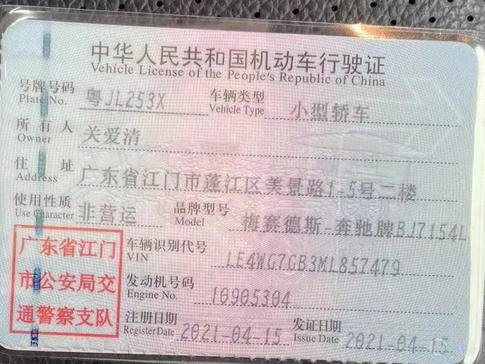 中华人民共和国机动车行驶证
Vehicle License of the People's Republic of China
号牌号码 粤JL253X 车辆类型 小型轿车
Plate No. Vehicle Type
所有人 关爱清
Owner
住址 广东省江门市蓬江区美景路1-5号二楼
Address
使用性质 非营运 品牌型号 梅赛德斯-奔驰牌BJ7154L
Use Character Model
广东省江门
市公安局交
通警察支队
车辆识别代号 LE4WG7GB3ML857479
VIN
发动机号码 10905304
Engine No.
注册日期 2021-04-15 发证日期 2021-04-15
Register Date Issue Date